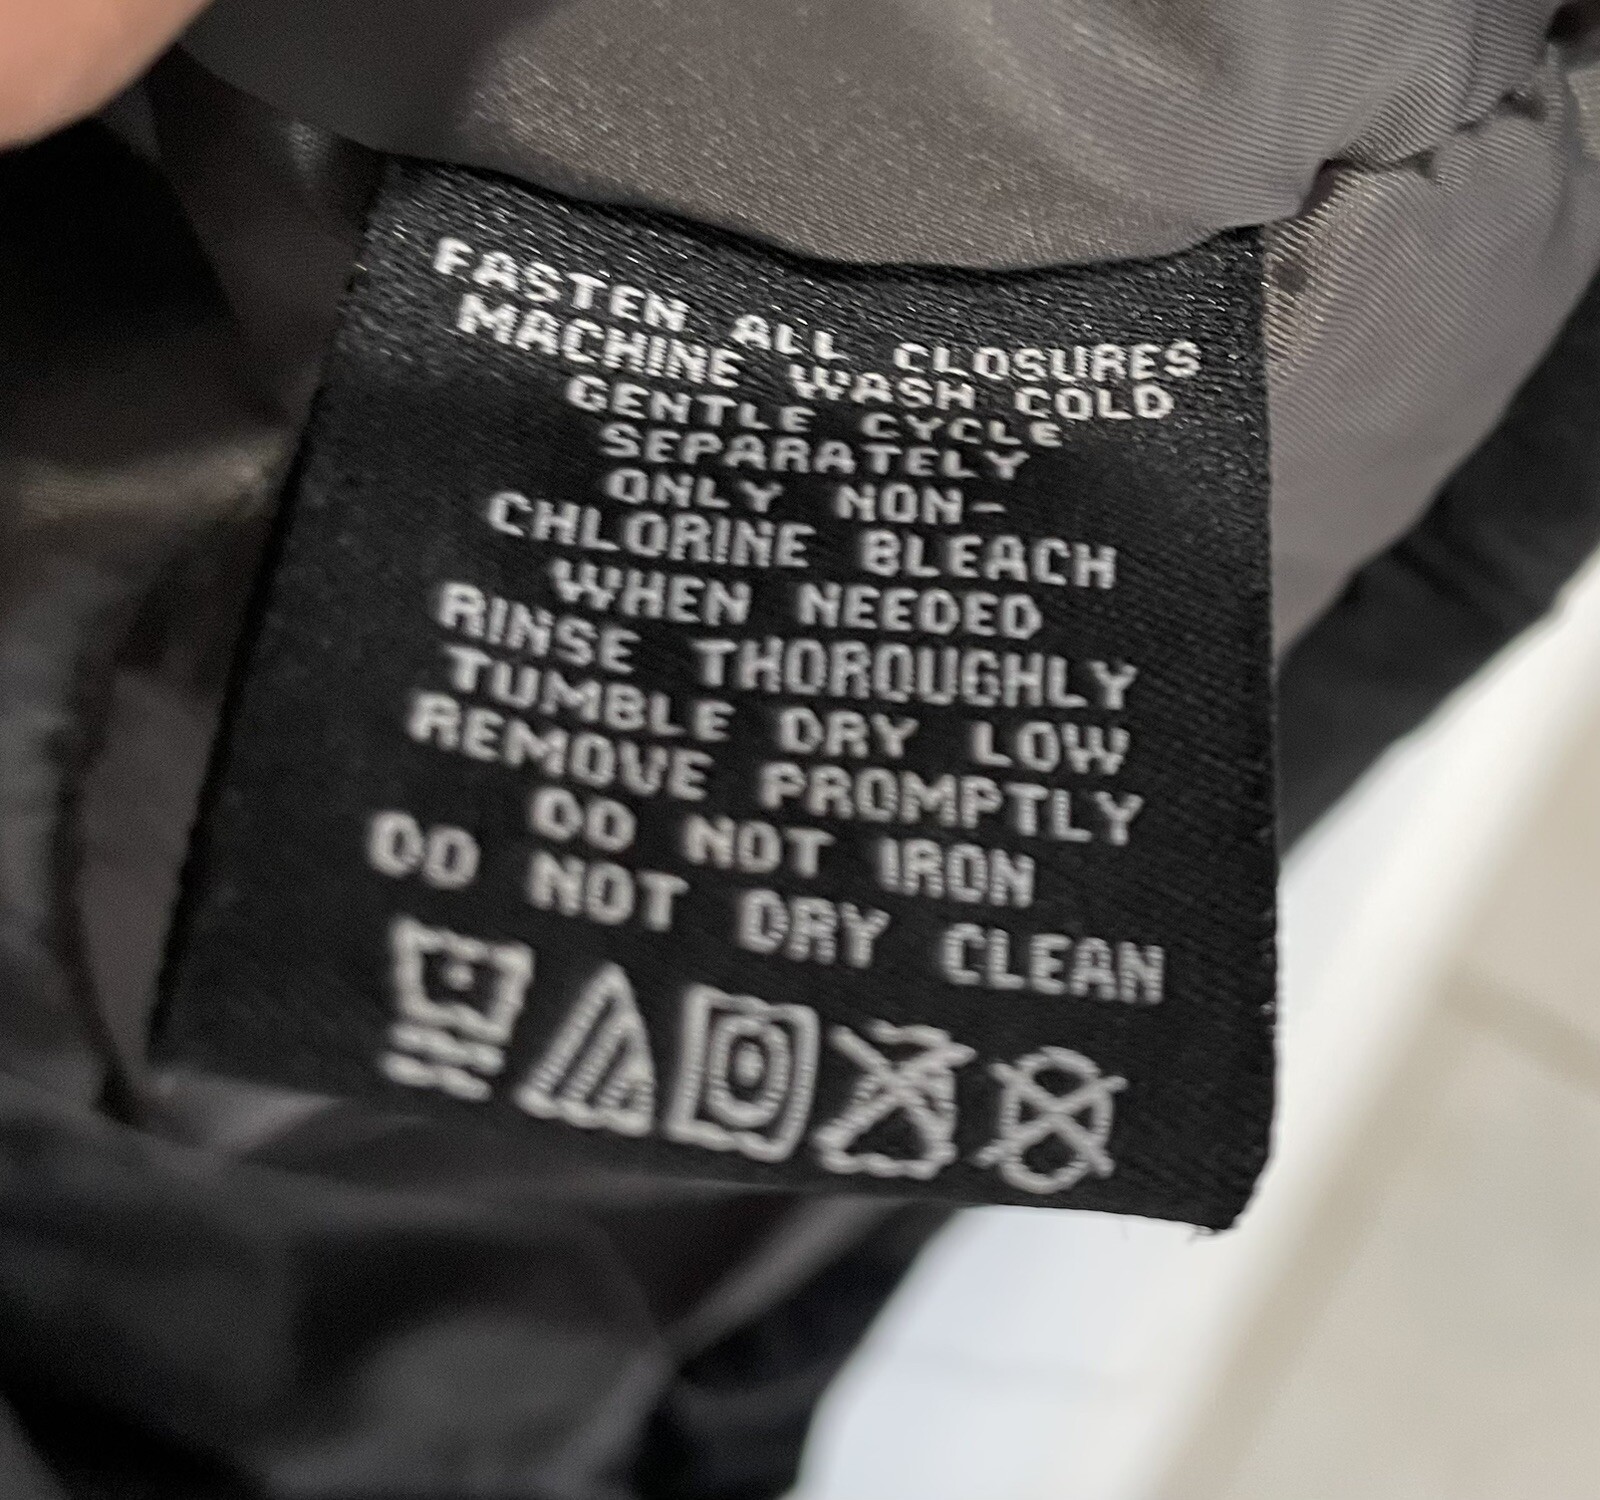 FASTEN ALL CLOSURES
MACHINE WASH COLD
GENTLE CYCLE
SEPARATELY
ONLY NON-
CHLORINE BLEACH
WHEN NEEDED
RINSE THOROUGHLY
TUMBLE DRY LOW
REMOVE PROMPTLY
DO NOT IRON
DO NOT DRY CLEAN